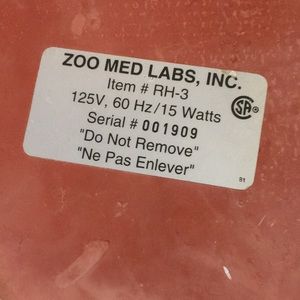 ZOO MED LABS, INC.
Item # RH-3
125V, 60 Hz/15 Watts
Serial # 001909
"Do Not Remove"
"Ne Pas Enlever"